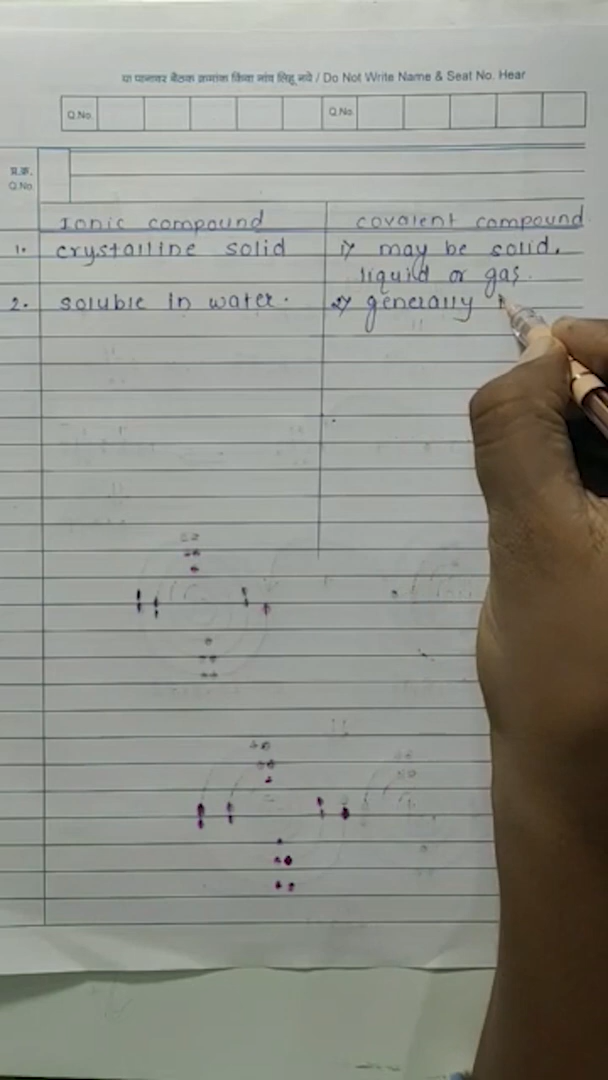 या पानावर बैठक क्रमांक किंवा नांव लिहू नये / Do Not Write Name & Seat No. Hear
Q.No. Q.No.
प्र.क्र.
Q.No.
Ionic compound covalent compound
1. crystalline solid 1) may be solid,
liquid or gas.
2. soluble in water. 2) generally